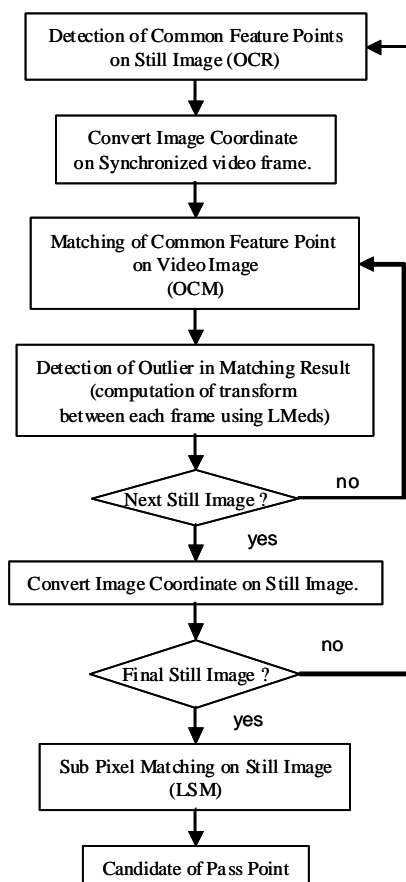 Detection of Common Feature Points
on Still Image (OCR)
Convert Image Coordinate
on Synchronized video frame.
Matching of Common Feature Point
on Video Image
(OCM)
Detection of Outlier in Matching Result
(computation of transform
between each frame using LMeds)
Next Still Image ?
no
yes
Convert Image Coordinate on Still Image.
no
Final Still Image ?
yes
Sub Pixel Matching on Still Image
(LSM)
Candidate of Pass Point